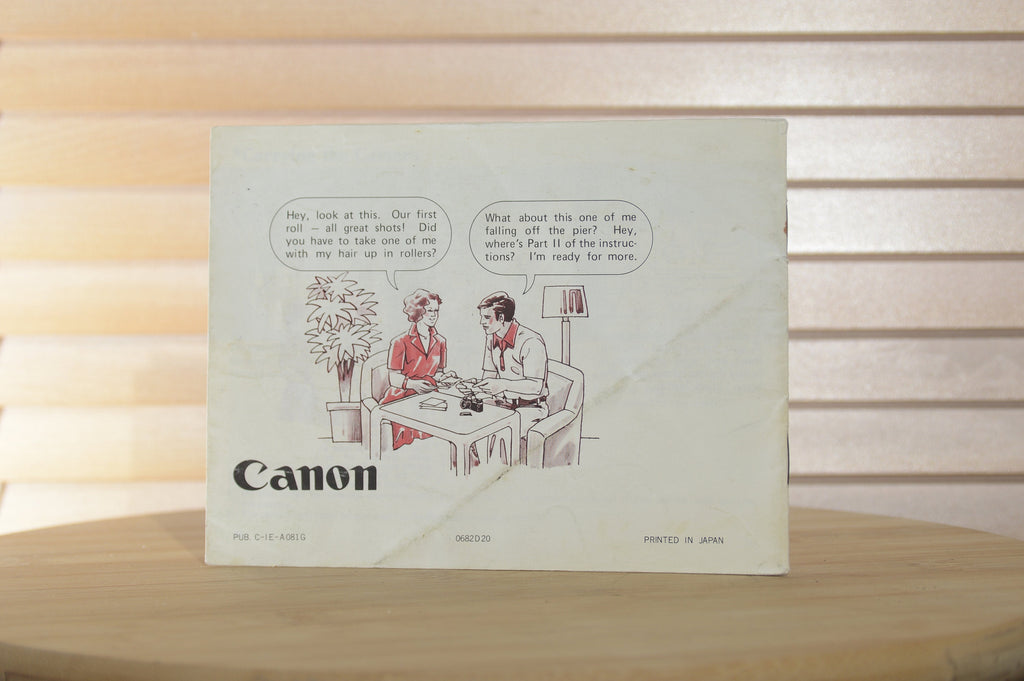 Hey, look at this. Our first
roll — all great shots! Did
you have to take one of me
with my hair up in rollers?
What about this one of me
falling off the pier? Hey,
where's Part II of the instruc-
tions? I'm ready for more.
Canon
PUB. C-IE-A081G
0682D20
PRINTED IN JAPAN